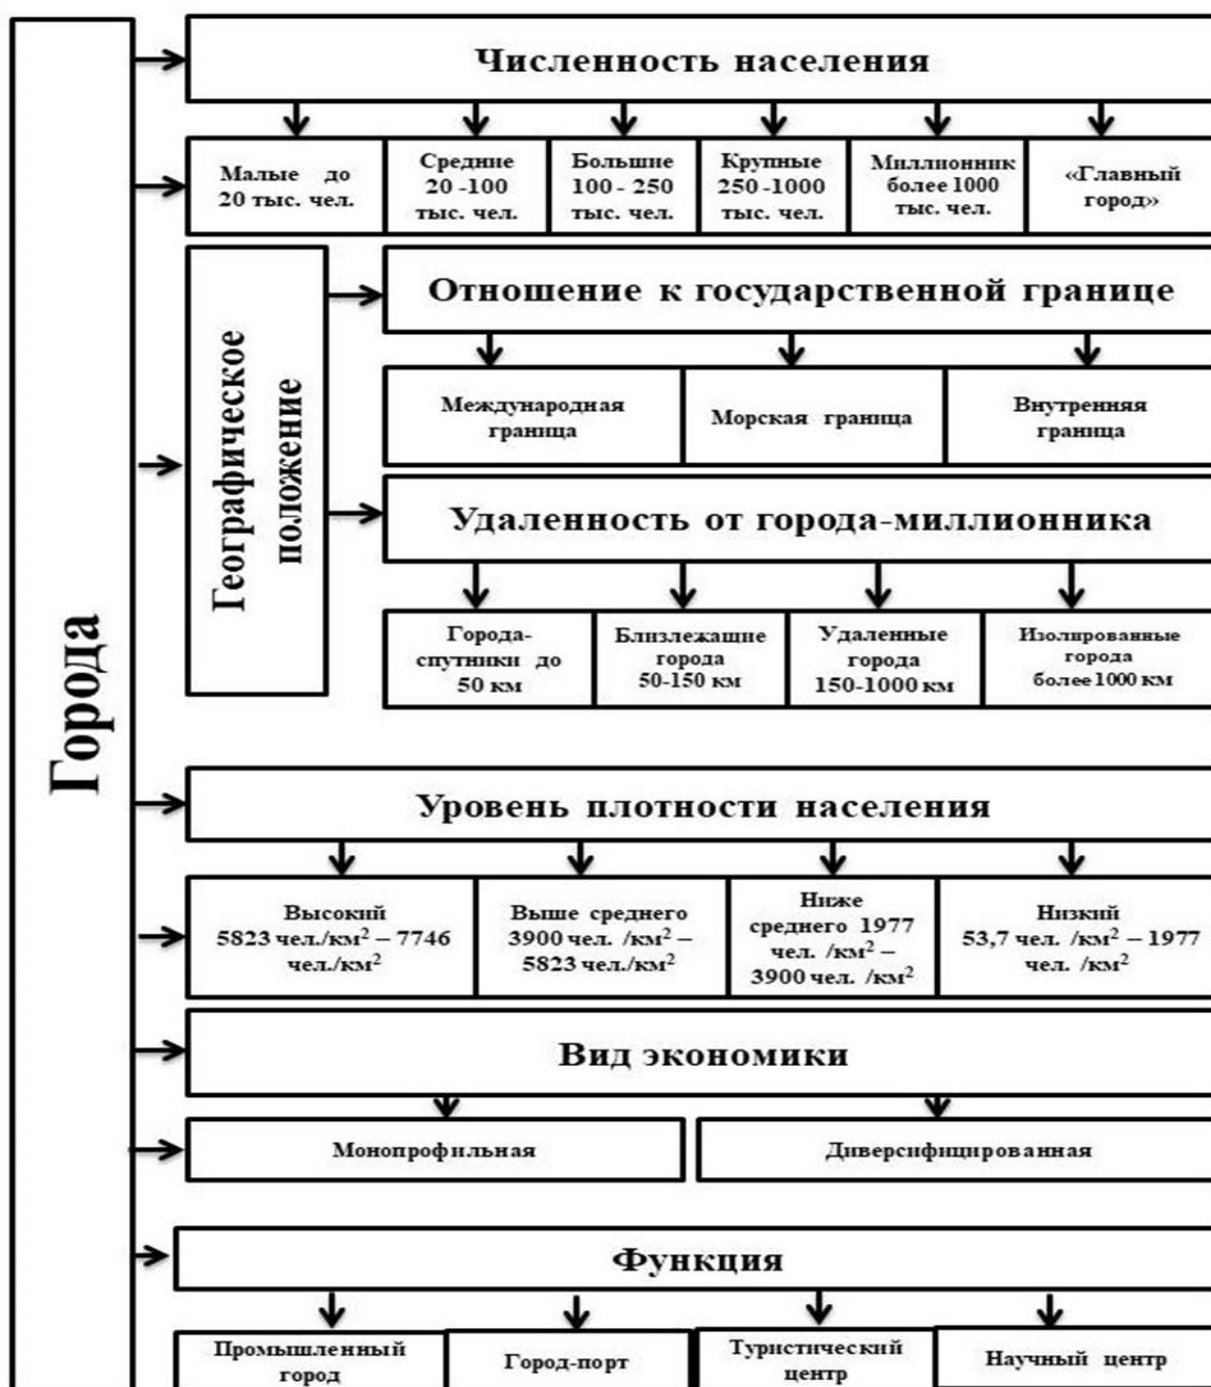 Города
Численность населения
Малые до
20 тыс. чел.
Средние
20 -100
тыс. чел.
Большие
100 - 250
тыс. чел.
Крупные
250 -1000
тыс. чел.
Миллионник
более 1000
тыс. чел.
«Главный
город»
Географическое
положение
Отношение к государственной границе
Международная
граница
Морская граница
Внутренняя
граница
Удаленность от города-миллионника
Города-
спутники до
50 км
Близлежащие
города
50-150 км
Удаленные
города
150-1000 км
Изолированные
города
более 1000 км
Уровень плотности населения
Высокий
5823 чел./км² – 7746
чел./км²
Выше среднего
3900 чел. /км² –
5823 чел./км²
Ниже
среднего 1977
чел. /км² –
3900 чел. /км²
Низкий
53,7 чел. /км² – 1977
чел. /км²
Вид экономики
Монопрофильная
Диверсифицированная
Функция
Промышленный
город
Город-порт
Туристический
центр
Научный центр